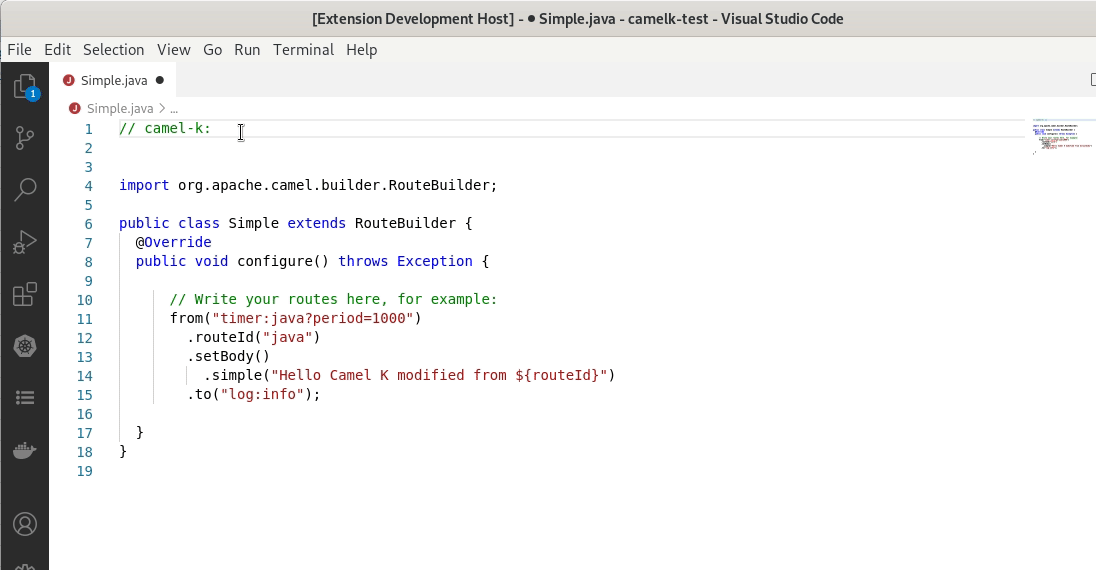 [Extension Development Host] - ● Simple.java - camelk-test - Visual Studio Code
File Edit Selection View Go Run Terminal Help
J Simple.java ●
1
J Simple.java > ...
1 // camel-k:
2
3
4 import org.apache.camel.builder.RouteBuilder;
5
6 public class Simple extends RouteBuilder {
7   @Override
8   public void configure() throws Exception {
9
10       // Write your routes here, for example:
11       from("timer:java?period=1000")
12         .routeId("java")
13         .setBody()
14           .simple("Hello Camel K modified from ${routeId}")
15         .to("log:info");
16
17   }
18 }
19